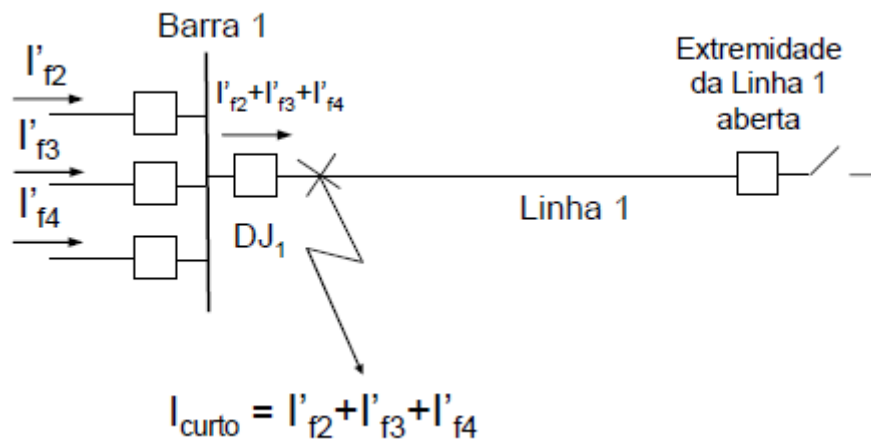 Barra 1
I'f2
I'f3
I'f4
I'f2+I'f3+I'f4
DJ1
Linha 1
Extremidade
da Linha 1
aberta
Icurto = I'f2+I'f3+I'f4